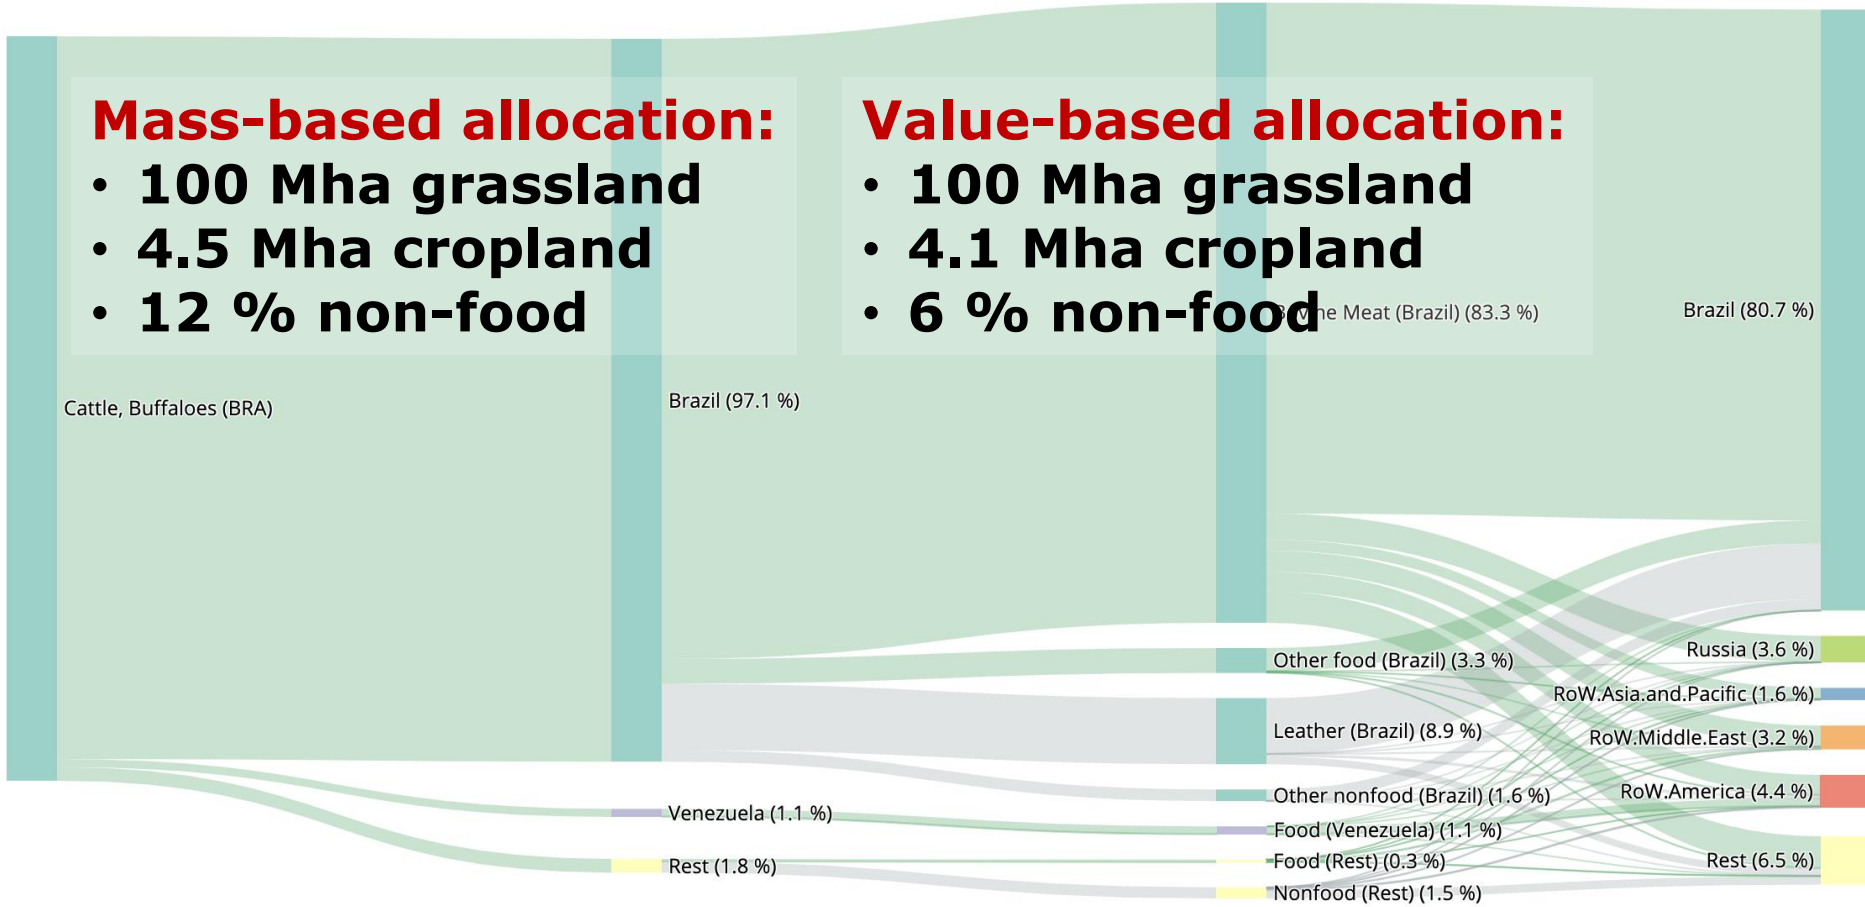 Mass-based allocation:
• 100 Mha grassland
• 4.5 Mha cropland
• 12 % non-food
Value-based allocation:
• 100 Mha grassland
• 4.1 Mha cropland
• 6 % non-food
Cattle, Buffaloes (BRA)
Brazil (97.1 %)
Venezuela (1.1 %)
Rest (1.8 %)
Bovine Meat (Brazil) (83.3 %)
Other food (Brazil) (3.3 %)
Leather (Brazil) (8.9 %)
Other nonfood (Brazil) (1.6 %)
Food (Venezuela) (1.1 %)
Food (Rest) (0.3 %)
Nonfood (Rest) (1.5 %)
Brazil (80.7 %)
Russia (3.6 %)
RoW.Asia.and.Pacific (1.6 %)
RoW.Middle.East (3.2 %)
RoW.America (4.4 %)
Rest (6.5 %)